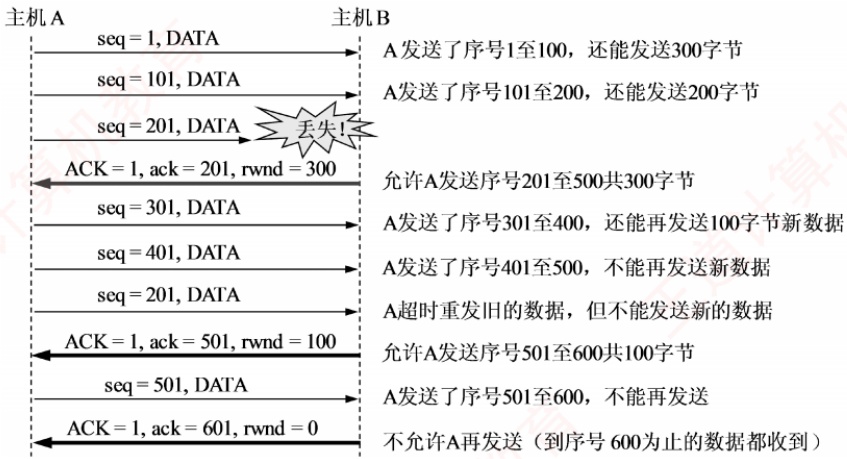 主机A 主机B
seq = 1, DATA A发送了序号1至100，还能发送300字节
seq = 101, DATA A发送了序号101至200，还能发送200字节
seq = 201, DATA 丢失!
ACK = 1, ack = 201, rwnd = 300 允许A发送序号201至500共300字节
seq = 301, DATA A发送了序号301至400，还能再发送100字节新数据
seq = 401, DATA A发送了序号401至500，不能再发送新数据
seq = 201, DATA A超时重发旧的数据，但不能发送新的数据
ACK = 1, ack = 501, rwnd = 100 允许A发送序号501至600共100字节
seq = 501, DATA A发送了序号501至600，不能再发送
ACK = 1, ack = 601, rwnd = 0 不允许A再发送（到序号600为止的数据都收到）